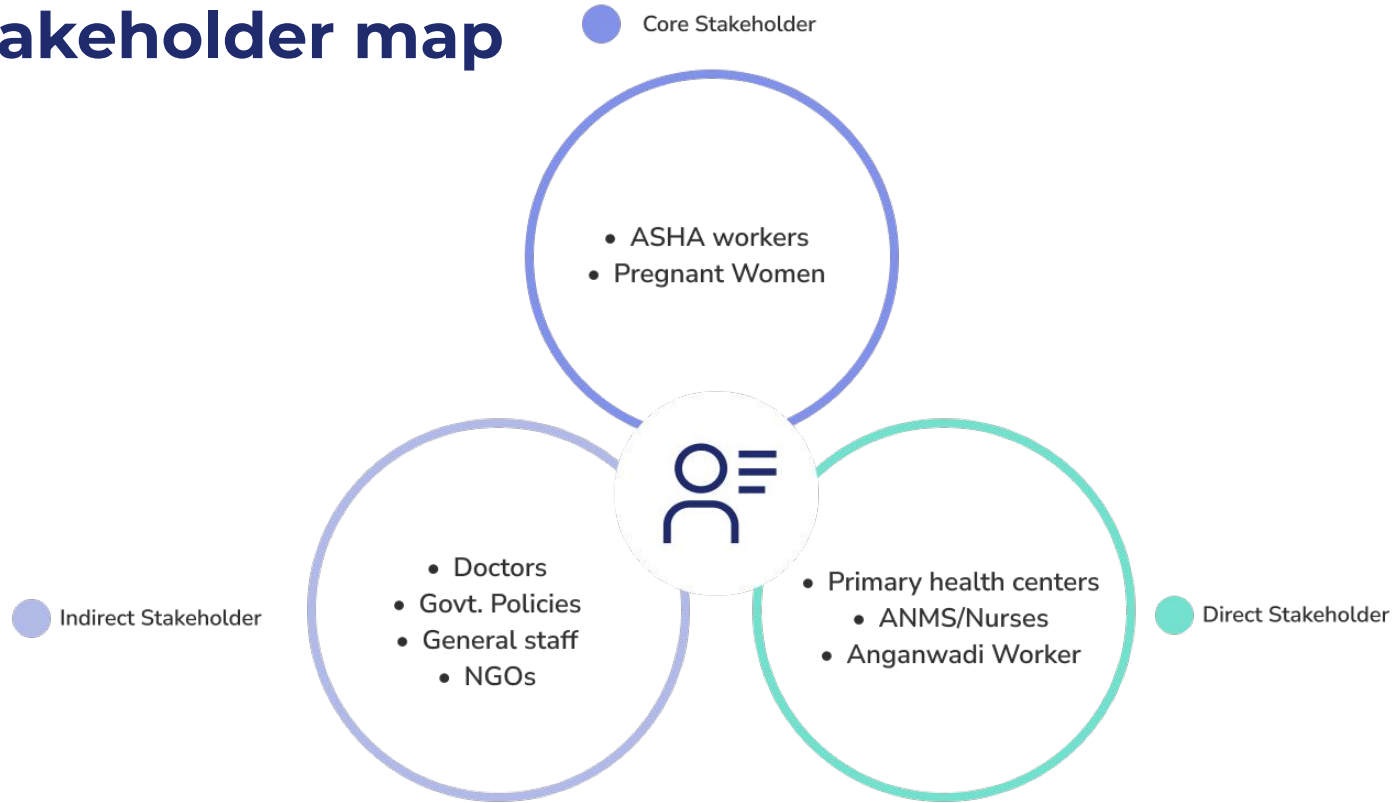 akeholder map
Core Stakeholder
• ASHA workers
• Pregnant Women
Indirect Stakeholder
• Doctors
• Govt. Policies
• General staff
• NGOs
• Primary health centers
• ANMS/Nurses
• Anganwadi Worker
Direct Stakeholder